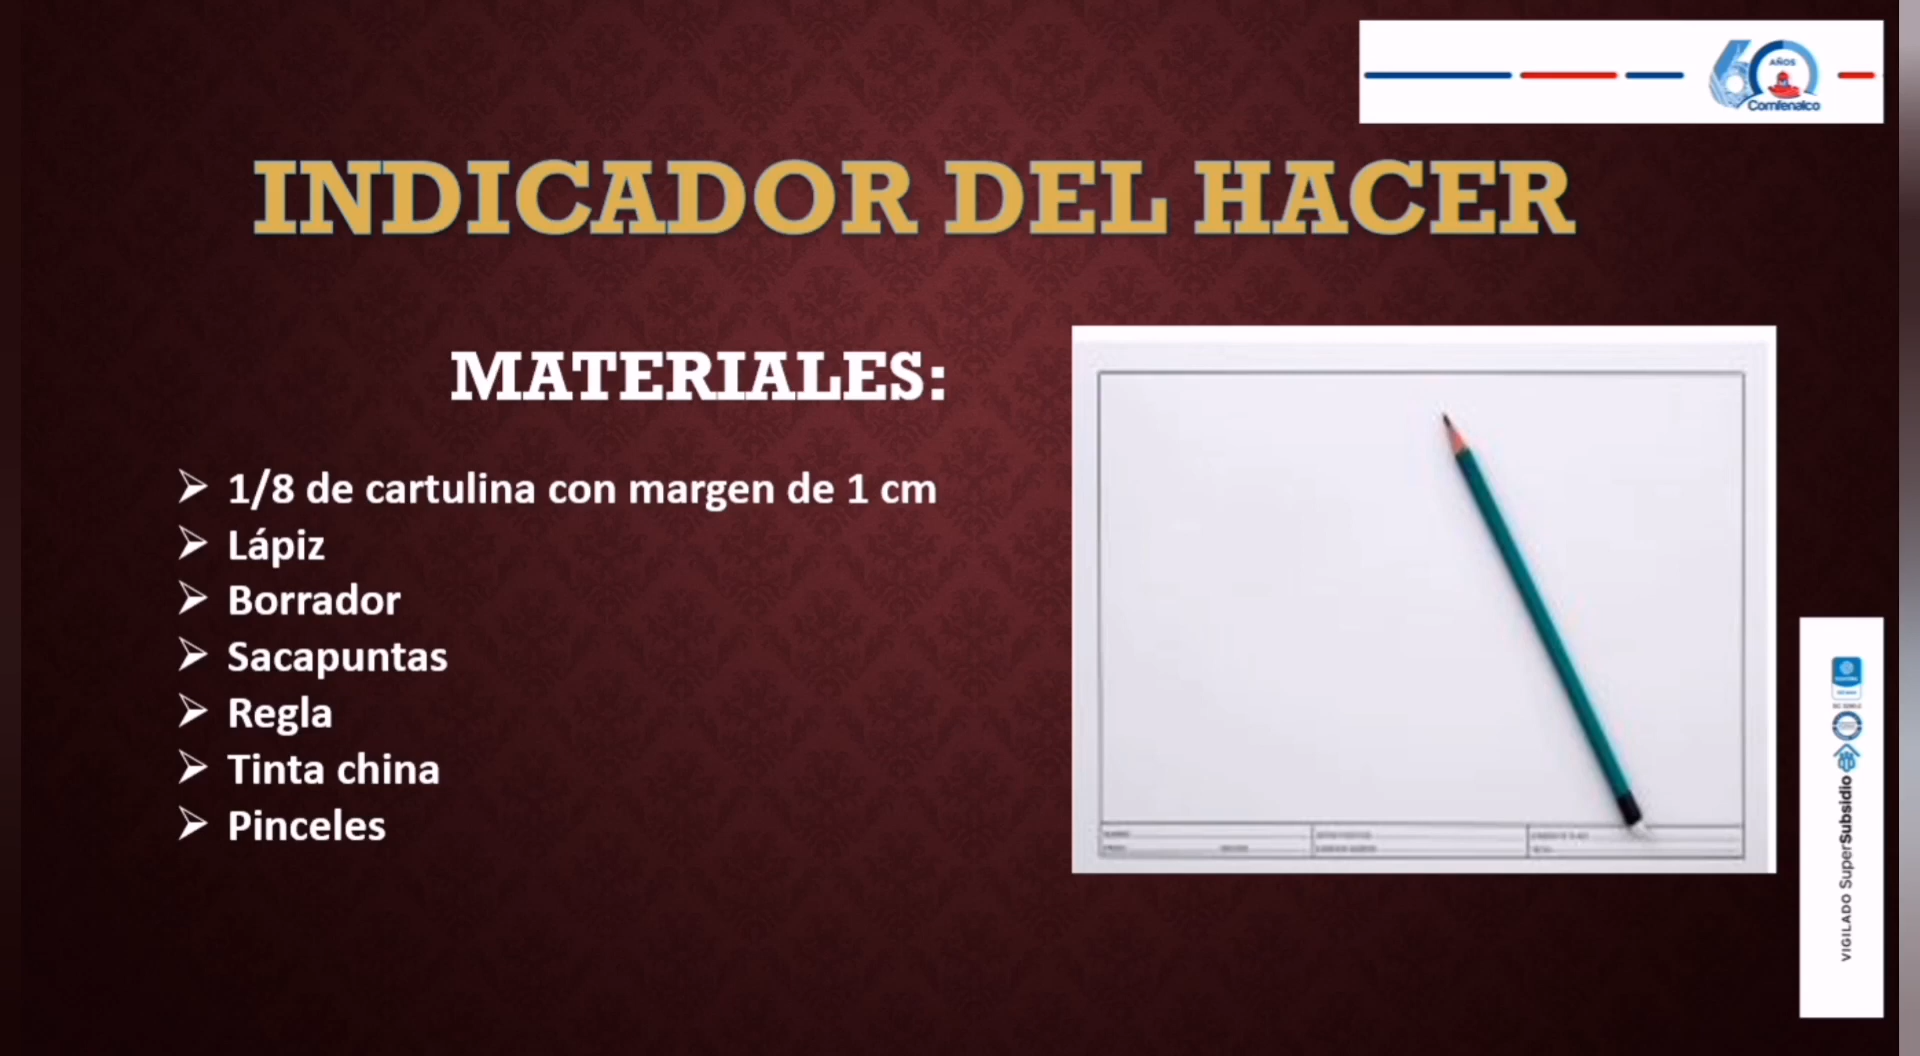 60 AÑOS
Comfenalco
INDICADOR DEL HACER
MATERIALES:
1/8 de cartulina con margen de 1 cm
Lápiz
Borrador
Sacapuntas
Regla
Tinta china
Pinceles
VIGILADO SuperSubsidio